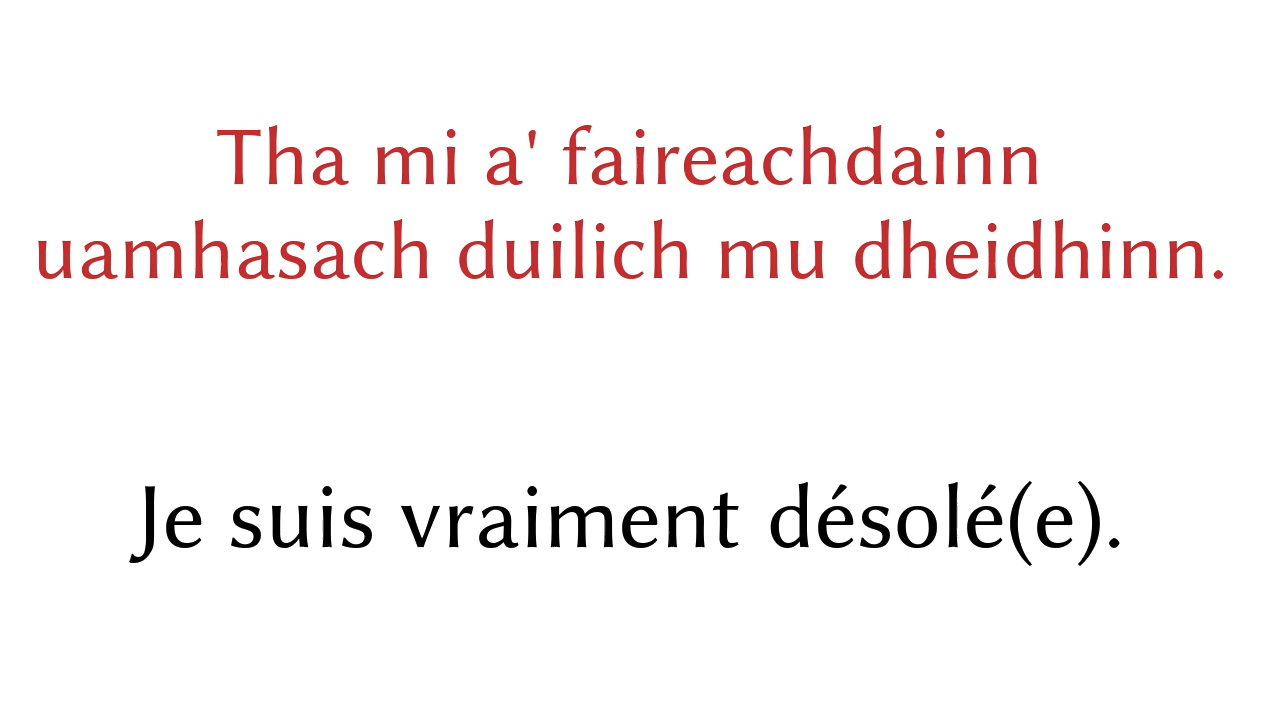 Tha mi a' faireachdainn
uamhasach duilich mu dheidhinn.
Je suis vraiment désolé(e).